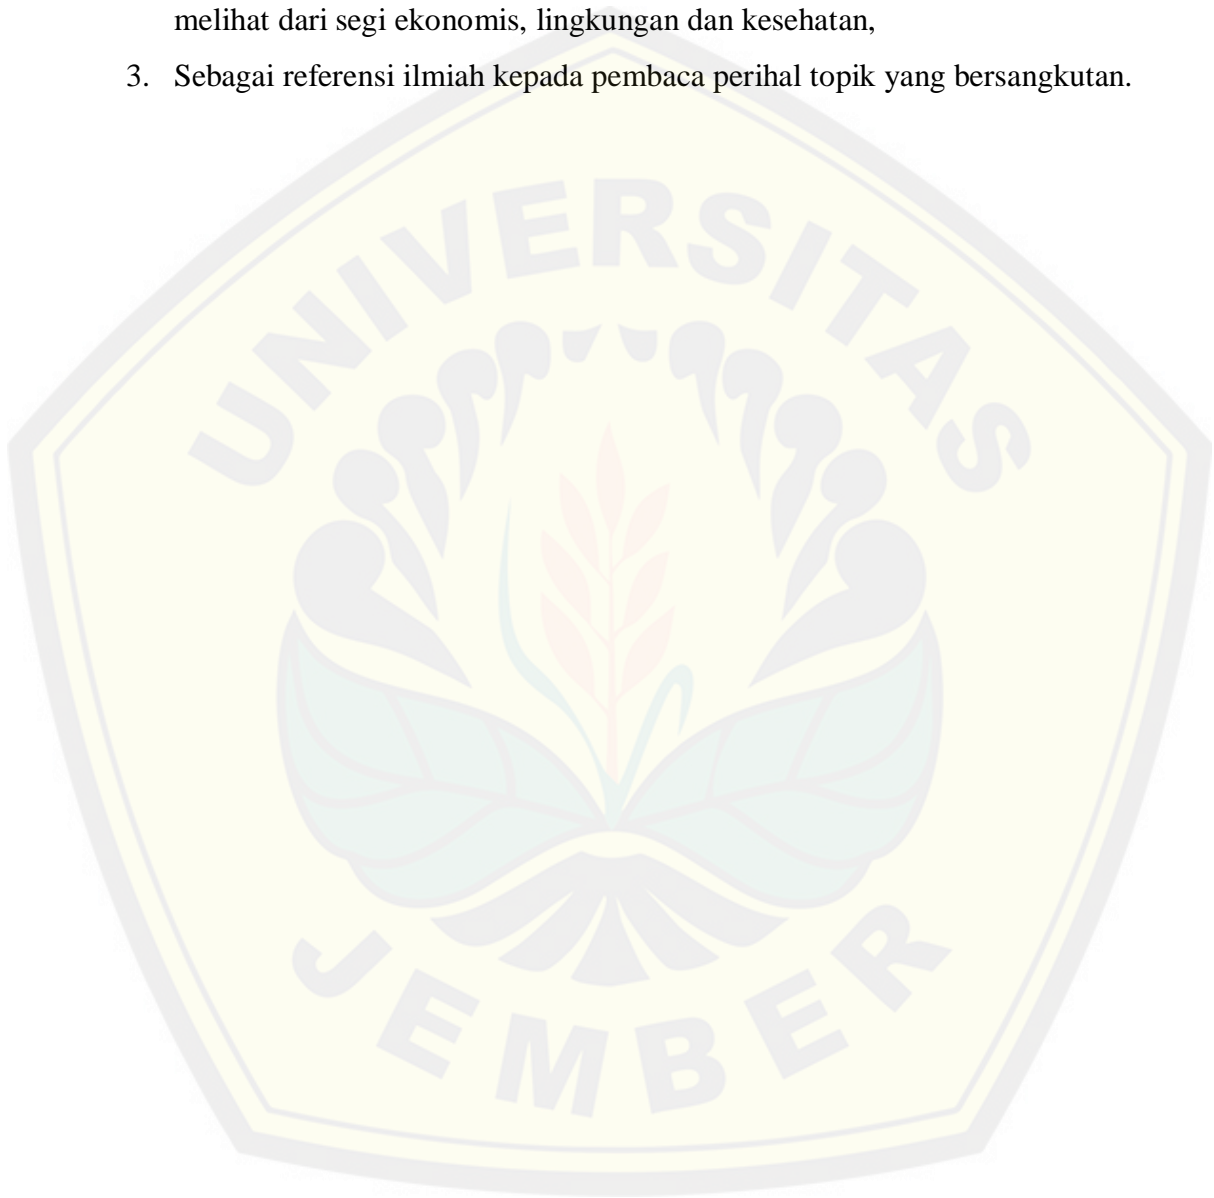 melihat dari segi ekonomis, lingkungan dan kesehatan,
3. Sebagai referensi ilmiah kepada pembaca perihal topik yang bersangkutan.
UNIVERSITAS
JEMBER